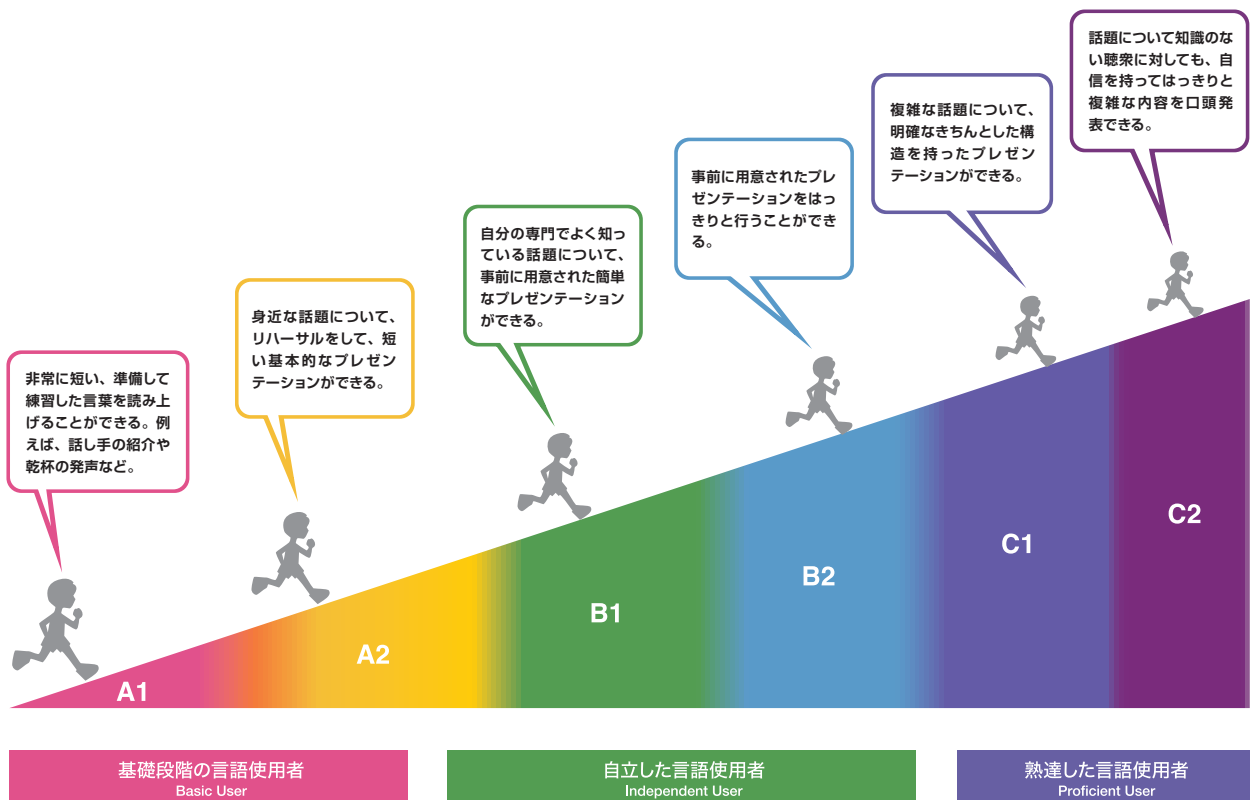 非常に短い、準備して
練習した言葉を読み上
げることができる。例
えば、話し手の紹介や
乾杯の発声など。
身近な話題について、
リハーサルをして、短
い基本的なプレゼン
テーションができる。
自分の専門でよく知っ
ている話題について、
事前に用意された簡単
なプレゼンテーション
ができる。
事前に用意されたプレ
ゼンテーションをはっ
きりと行うことができ
る。
複雑な話題について、
明確なきちんとした構
造を持ったプレゼン
テーションができる。
話題について知識のな
い聴衆に対しても、自
信を持ってはっきりと
複雑な内容を口頭発
表できる。
A1
A2
B1
B2
C1
C2
基礎段階の言語使用者
Basic User
自立した言語使用者
Independent User
熟達した言語使用者
Proficient User